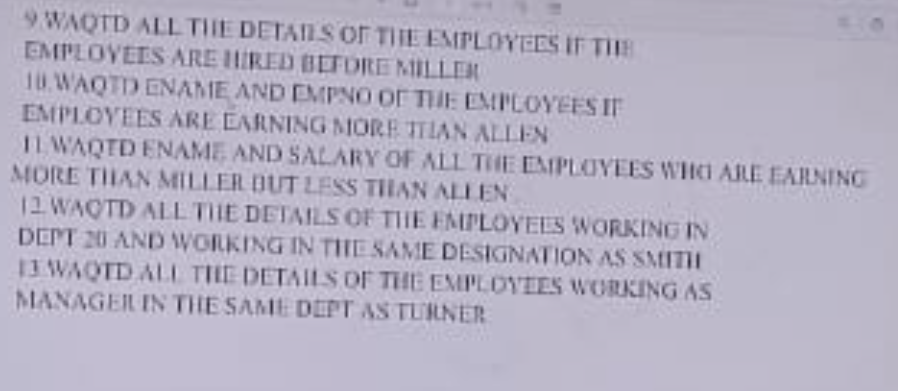 9.WAQTD ALL THE DETAILS OF THE EMPLOYEES IF THE
EMPLOYEES ARE HIRED BEFORE MILLER
10.WAQTD ENAME AND EMPNO OF THE EMPLOYEES IF
EMPLOYEES ARE EARNING MORE THAN ALLEN
11.WAQTD ENAME AND SALARY OF ALL THE EMPLOYEES WHO ARE EARNING
MORE THAN MILLER BUT LESS THAN ALLEN
12.WAQTD ALL THE DETAILS OF THE EMPLOYEES WORKING IN
DEPT 20 AND WORKING IN THE SAME DESIGNATION AS SMITH
13.WAQTD ALL THE DETAILS OF THE EMPLOYEES WORKING AS
MANAGER IN THE SAME DEPT AS TURNER